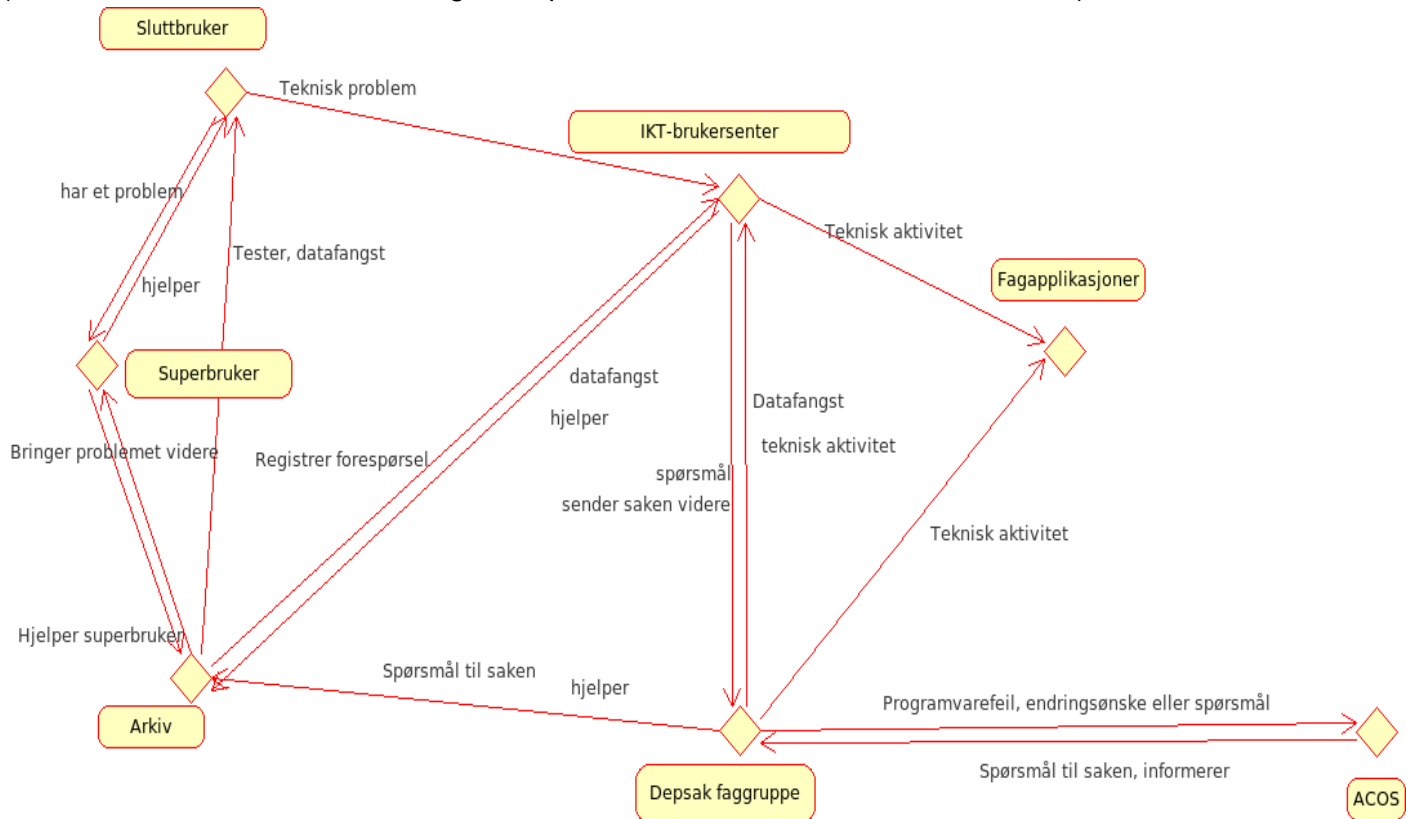 Sluttbruker
Teknisk problem
IKT-brukersenter
har et problem
Teknisk aktivitet
Tester, datafangst
Fagapplikasjoner
hjelper
Superbruker
datafangst
Datafangst
hjelper
teknisk aktivitet
Bringer problemet videre
Registrer forespørsel
spørsmål
sender saken videre
Teknisk aktivitet
Hjelper superbruker
Spørsmål til saken
hjelper
Programvarefeil, endringsønske eller spørsmål
Arkiv
Spørsmål til saken, informerer
Depsak faggruppe
ACOS